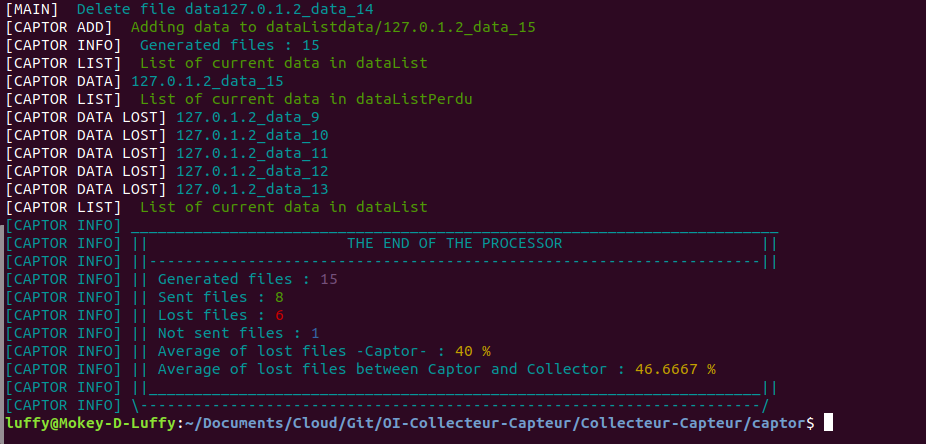 [MAIN]  Delete file data127.0.1.2_data_14
[CAPTOR ADD]  Adding data to dataListdata/127.0.1.2_data_15
[CAPTOR INFO]  Generated files : 15
[CAPTOR LIST]  List of current data in dataList
[CAPTOR DATA] 127.0.1.2_data_15
[CAPTOR LIST]  List of current data in dataListPerdu
[CAPTOR DATA LOST] 127.0.1.2_data_9
[CAPTOR DATA LOST] 127.0.1.2_data_10
[CAPTOR DATA LOST] 127.0.1.2_data_11
[CAPTOR DATA LOST] 127.0.1.2_data_12
[CAPTOR DATA LOST] 127.0.1.2_data_13
[CAPTOR LIST]  List of current data in dataList
[CAPTOR INFO] ________________________________________________________________________
[CAPTOR INFO] ||                      THE END OF THE PROCESSOR                      ||
[CAPTOR INFO] ||--------------------------------------------------------------------||
[CAPTOR INFO] || Generated files : 15
[CAPTOR INFO] || Sent files : 8
[CAPTOR INFO] || Lost files : 6
[CAPTOR INFO] || Not sent files : 1
[CAPTOR INFO] || Average of lost files -Captor- : 40 %
[CAPTOR INFO] || Average of lost files between Captor and Collector : 46.6667 %
[CAPTOR INFO] ||____________________________________________________________________||
[CAPTOR INFO] \---------------------------------------------------------------------/
luffy@Mokey-D-Luffy:~/Documents/Cloud/Git/OI-Collecteur-Capteur/Collecteur-Capteur/captor$